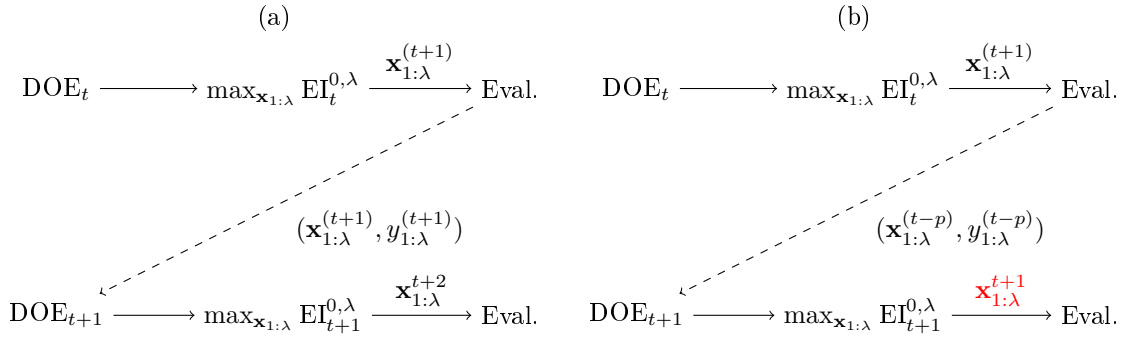 (a) (b)
DOE_t max_{𝐱_{1:λ}} EI_t^{0,λ} 𝐱_{1:λ}^{(t+1)} Eval. DOE_t max_{𝐱_{1:λ}} EI_t^{0,λ} 𝐱_{1:λ}^{(t+1)} Eval.
(𝐱_{1:λ}^{(t+1)}, y_{1:λ}^{(t+1)}) (𝐱_{1:λ}^{(t−p)}, y_{1:λ}^{(t−p)})
DOE_{t+1} max_{𝐱_{1:λ}} EI_{t+1}^{0,λ} 𝐱_{1:λ}^{t+2} Eval. DOE_{t+1} max_{𝐱_{1:λ}} EI_{t+1}^{0,λ} 𝐱_{1:λ}^{t+1} Eval.